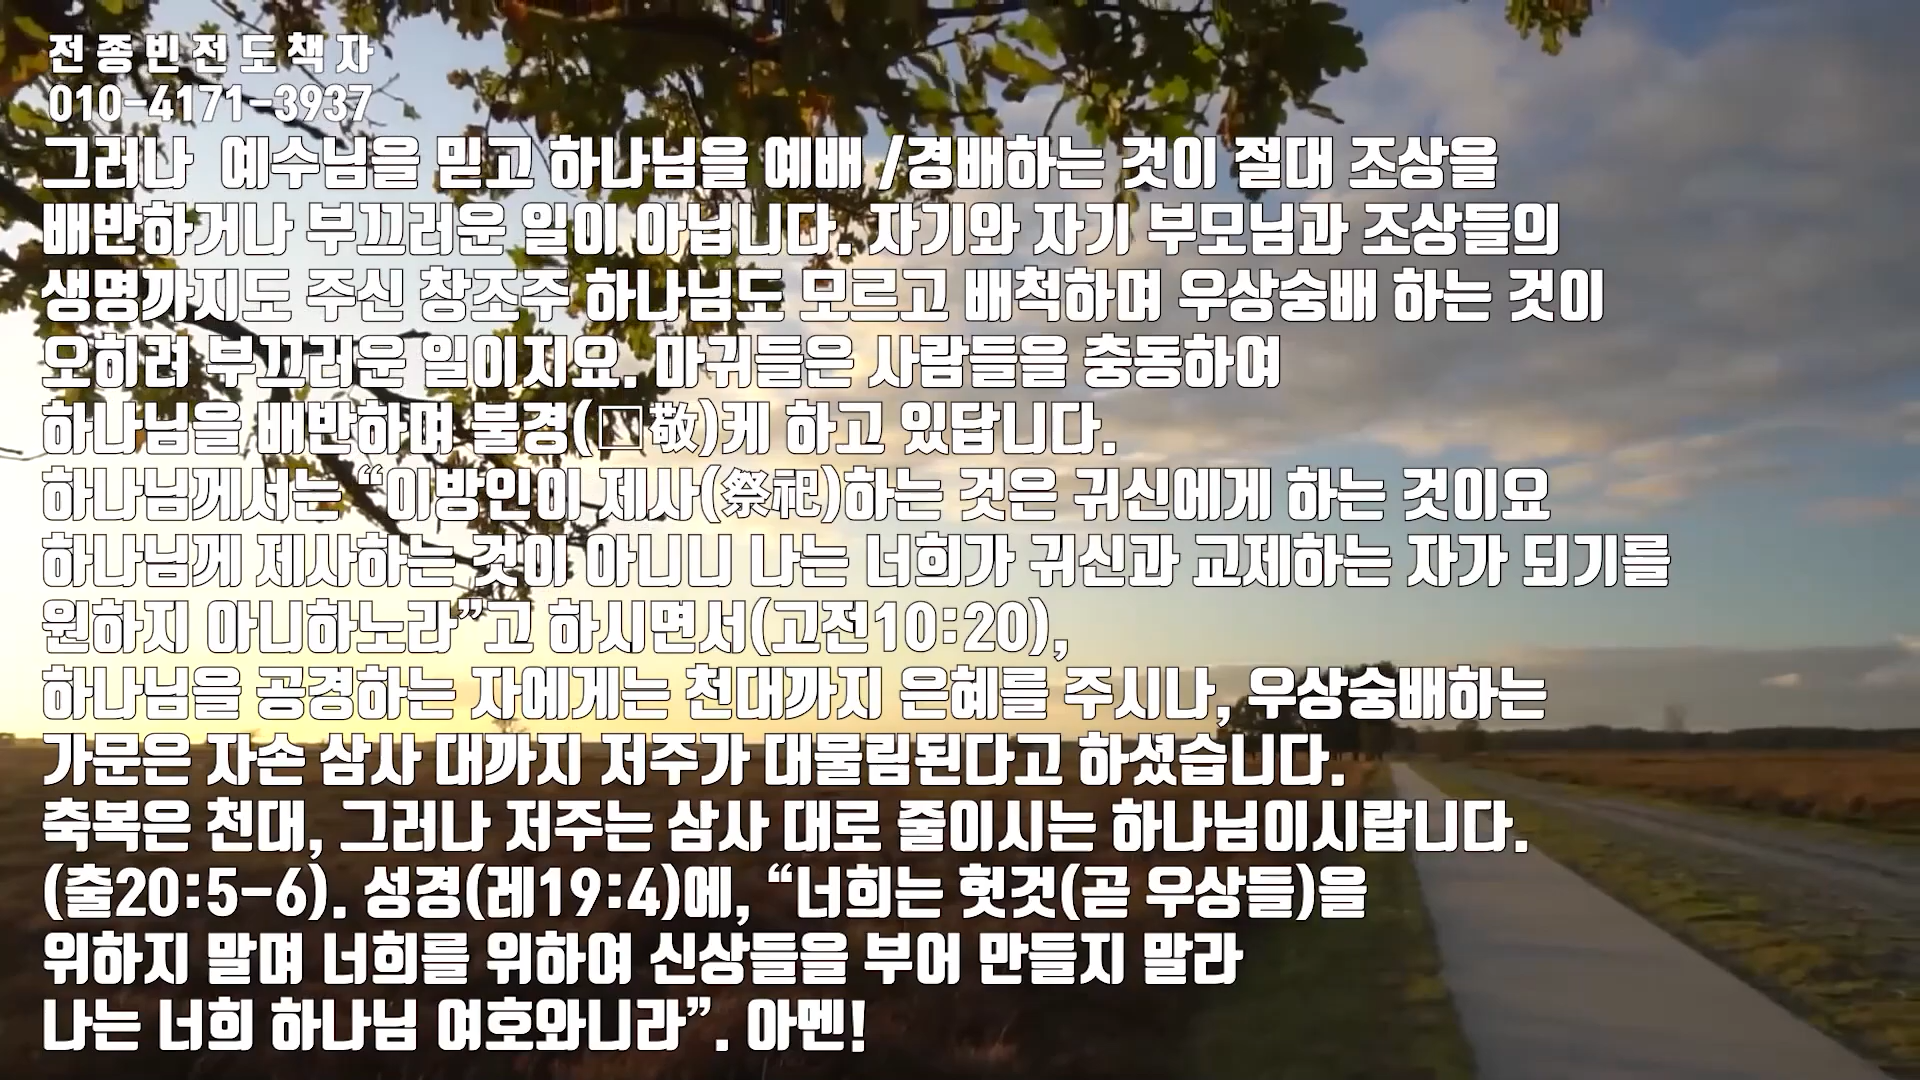 전종빈전도책자
010-4171-3937
그러나 예수님을 믿고 하나님을 예배 /경배하는 것이 절대 조상을
배반하거나 부끄러운 일이 아닙니다. 자기와 자기 부모님과 조상들의
생명까지도 주신 창조주 하나님도 모르고 배척하며 우상숭배 하는 것이
오히려 부끄러운 일이지요. 마귀들은 사람들을 충동하여
하나님을 배반하며 불경(□敬)케 하고 있답니다.
하나님께서는 “이방인이 제사(祭祀)하는 것은 귀신에게 하는 것이요
하나님께 제사하는 것이 아니니 나는 너희가 귀신과 교제하는 자가 되기를
원하지 아니하노라”고 하시면서(고전10:20),
하나님을 공경하는 자에게는 천대까지 은혜를 주시나, 우상숭배하는
가문은 자손 삼사 대까지 저주가 대물림된다고 하셨습니다.
축복은 천대, 그러나 저주는 삼사 대로 줄이시는 하나님이시랍니다.
(출20:5-6). 성경(레19:4)에, “너희는 헛것(곧 우상들)을
위하지 말며 너희를 위하여 신상들을 부어 만들지 말라
나는 너희 하나님 여호와니라”. 아멘!